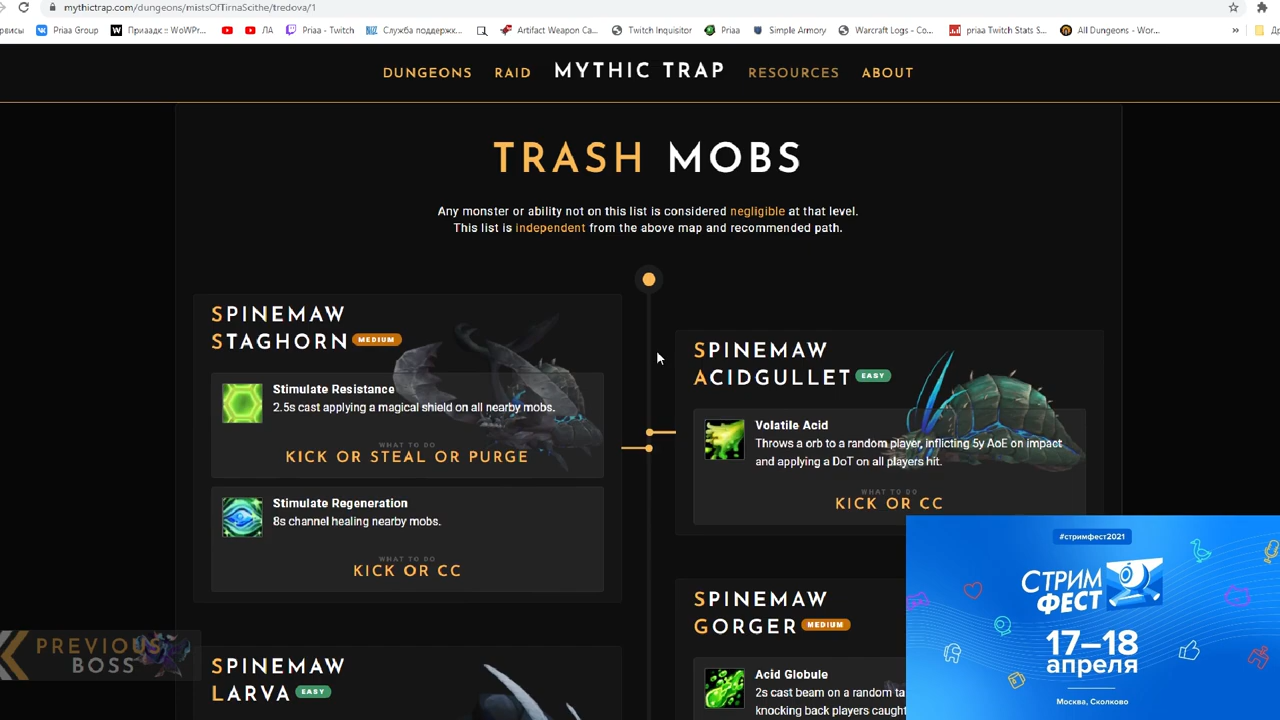 mythictrap.com/dungeons/mistsOfTirnaScithe/tredova/1
рвисы
Priaa Group
Приаадк :: WoWPr...
ЛА
Priaa - Twitch
Служба поддержк...
Artifact Weapon Ca...
Twitch Inquisitor
Priaa
Simple Armory
Warcraft Logs - Co...
priaa Twitch Stats S...
All Dungeons - Wor...
»
DUNGEONS RAID MYTHIC TRAP RESOURCES ABOUT
TRASH MOBS
Any monster or ability not on this list is considered negligible at that level.
This list is independent from the above map and recommended path.
SPINEMAW
STAGHORN MEDIUM
Stimulate Resistance
2.5s cast applying a magical shield on all nearby mobs.
WHAT TO DO
KICK OR STEAL OR PURGE
Stimulate Regeneration
8s channel healing nearby mobs.
WHAT TO DO
KICK OR CC
SPINEMAW
ACIDGULLET EASY
Volatile Acid
Throws a orb to a random player, inflicting 5y AoE on impact
and applying a DoT on all players hit.
WHAT TO DO
KICK OR CC
SPINEMAW
GORGER MEDIUM
Acid Globule
2s cast beam on a random ta
knocking back players caught
PREVIOUS
BOSS
SPINEMAW
LARVA EASY
#стримфест2021
СТРИМ
ФЕСТ
17–18
апреля
Москва, Сколково